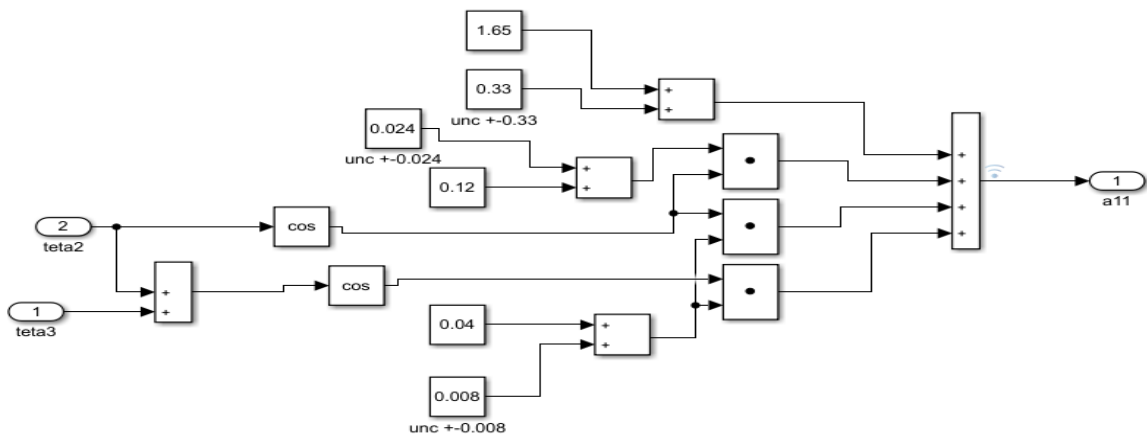 1.65
0.33
unc +-0.33
0.024
unc +-0.024
0.12
+
+
+
+
2
teta2
cos
1
teta3
+
+
cos
0.04
0.008
unc +-0.008
+
+
+
+
+
+
1
a11